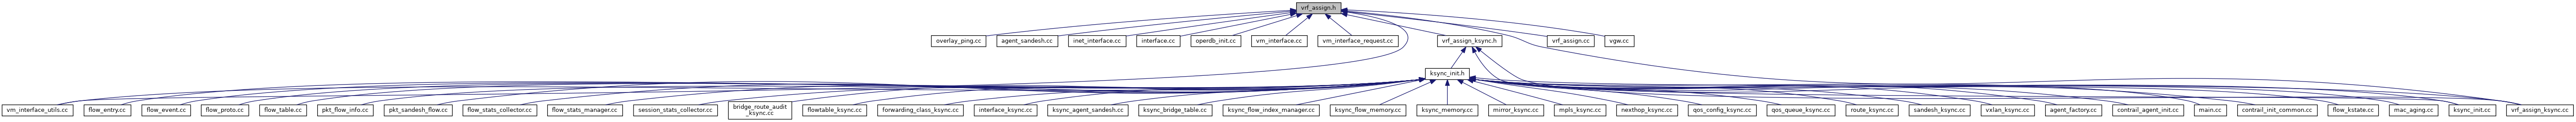 vrf_assign.h
overlay_ping.cc
agent_sandesh.cc
inet_interface.cc
interface.cc
operdb_init.cc
vm_interface.cc
vm_interface_request.cc
vrf_assign_ksync.h
vrf_assign.cc
vgw.cc
ksync_init.h
vm_interface_utils.cc
flow_entry.cc
flow_event.cc
flow_proto.cc
flow_table.cc
pkt_flow_info.cc
pkt_sandesh_flow.cc
flow_stats_collector.cc
flow_stats_manager.cc
session_stats_collector.cc
bridge_route_audit
_ksync.cc
flowtable_ksync.cc
forwarding_class_ksync.cc
interface_ksync.cc
ksync_agent_sandesh.cc
ksync_bridge_table.cc
ksync_flow_index_manager.cc
ksync_flow_memory.cc
ksync_memory.cc
mirror_ksync.cc
mpls_ksync.cc
nexthop_ksync.cc
qos_config_ksync.cc
qos_queue_ksync.cc
route_ksync.cc
sandesh_ksync.cc
vxlan_ksync.cc
agent_factory.cc
contrail_agent_init.cc
main.cc
contrail_init_common.cc
flow_kstate.cc
mac_aging.cc
ksync_init.cc
vrf_assign_ksync.cc